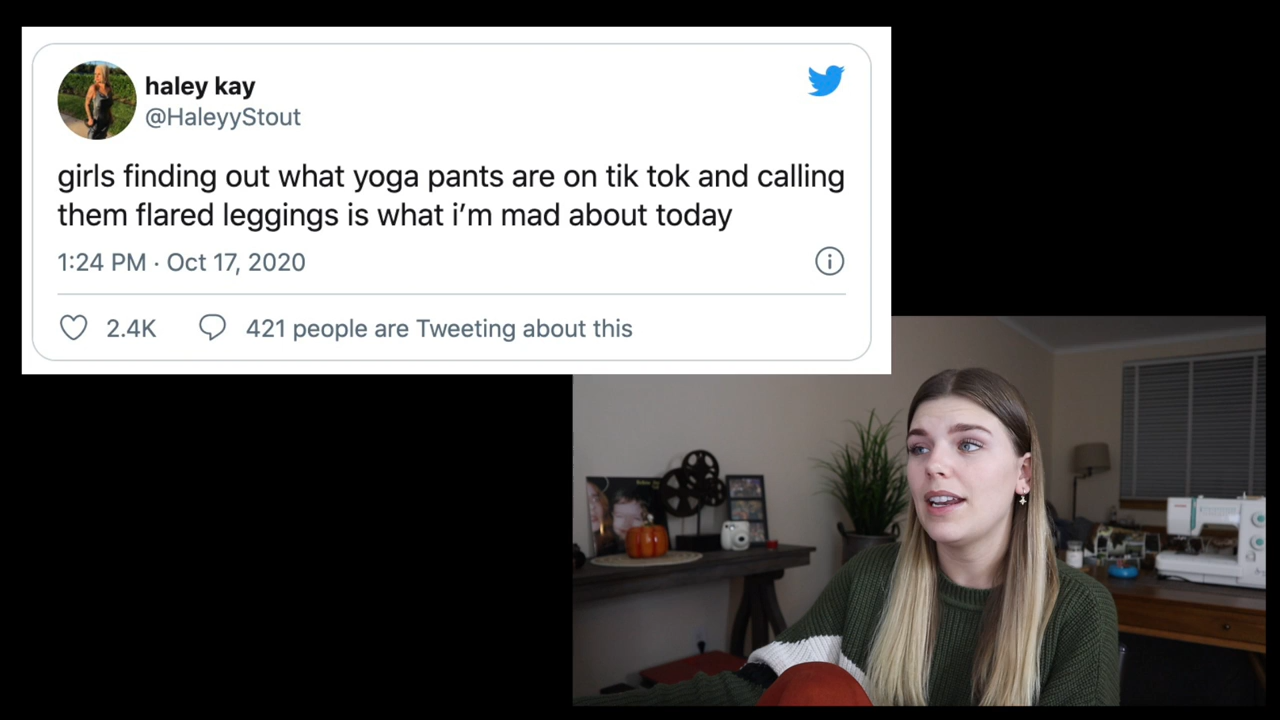 haley kay
@HaleyyStout
girls finding out what yoga pants are on tik tok and calling
them flared leggings is what i’m mad about today
1:24 PM · Oct 17, 2020
2.4K 421 people are Tweeting about this